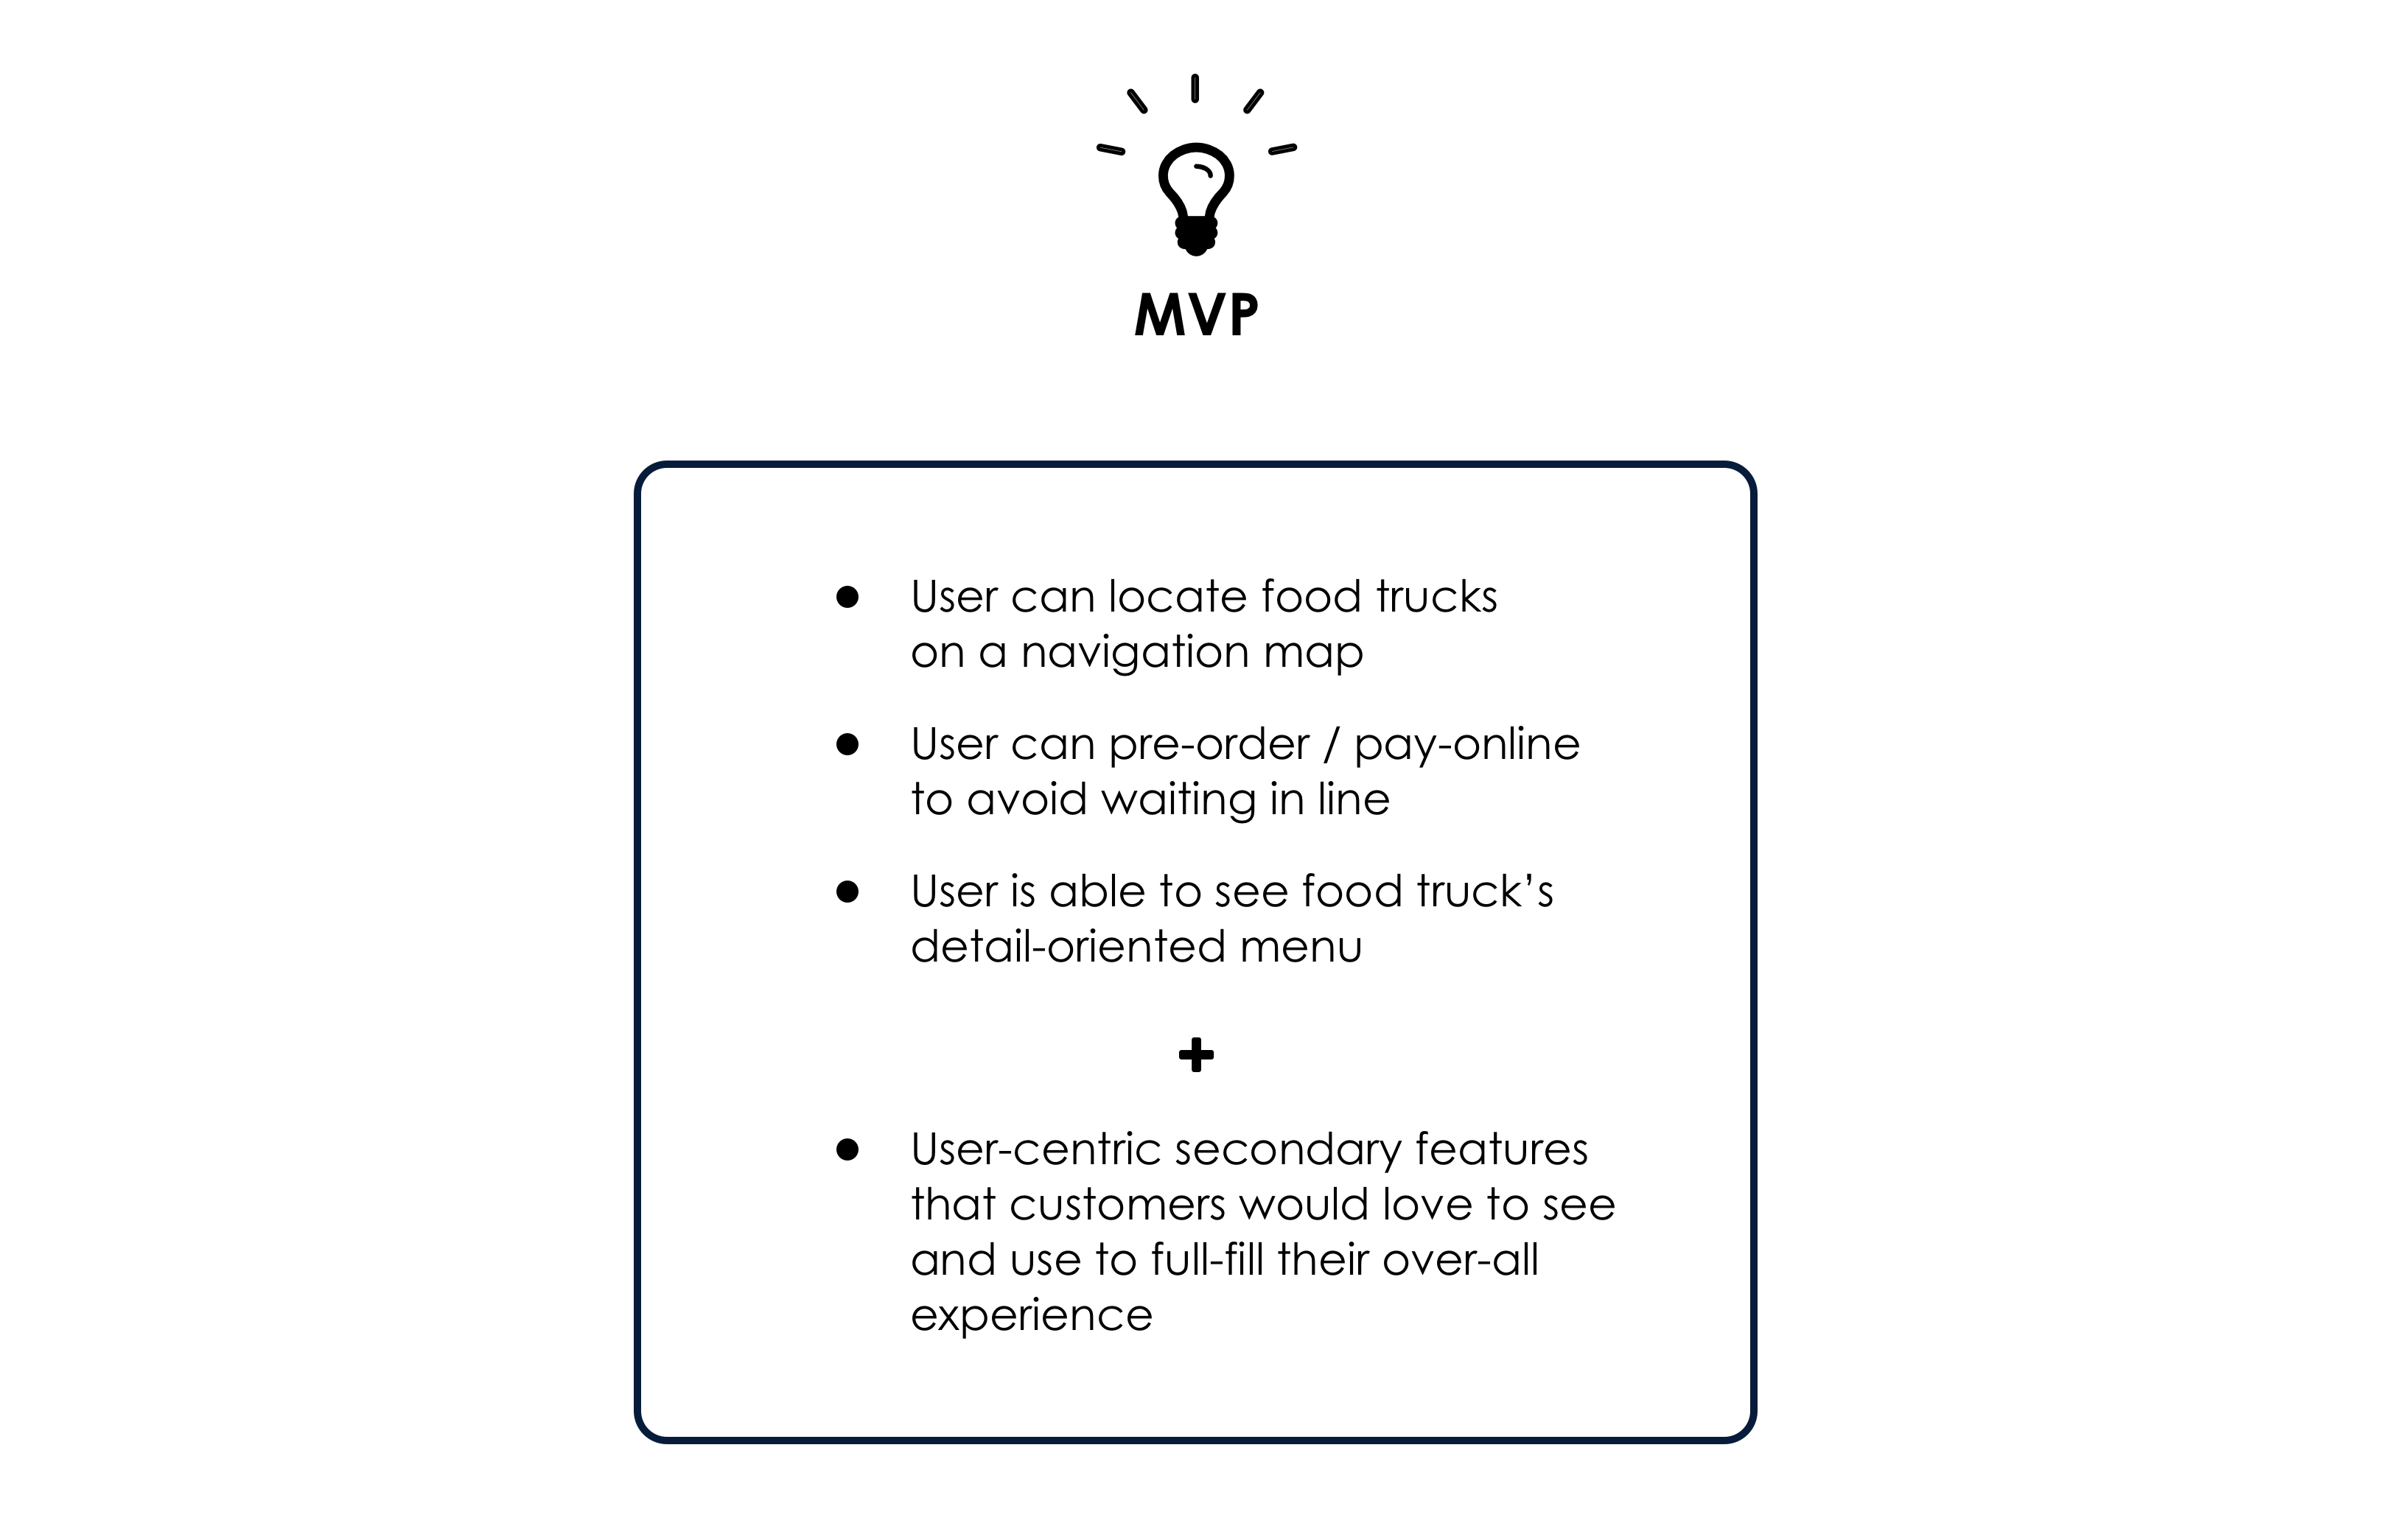 MVP
● User can locate food trucks
on a navigation map
● User can pre-order / pay-online
to avoid waiting in line
● User is able to see food truck’s
detail-oriented menu
+
● User-centric secondary features
that customers would love to see
and use to full-fill their over-all
experience